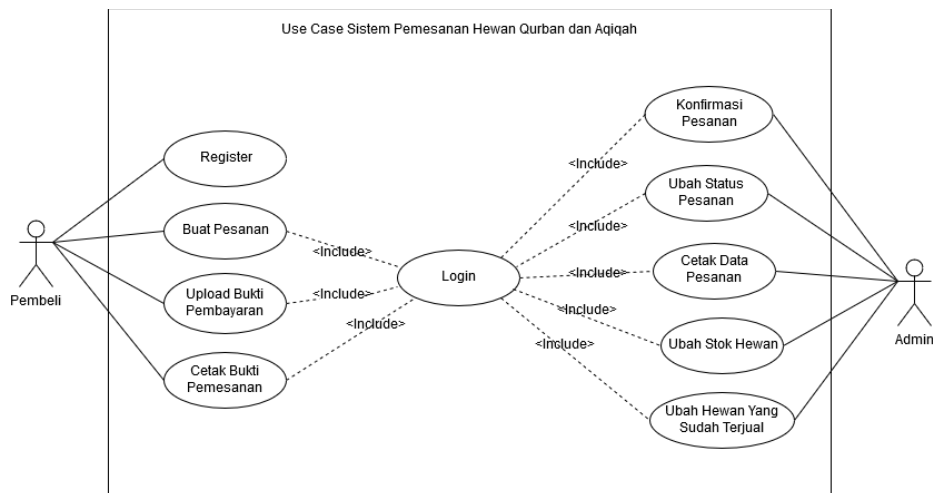 Use Case Sistem Pemesanan Hewan Qurban dan Aqiqah
Register
Buat Pesanan
Upload Bukti
Pembayaran
Cetak Bukti
Pemesanan
Pembeli
<Include>
<Include>
<Include>
Login
<Include>
<Include>
<Include>
<Include>
<Include>
Konfirmasi
Pesanan
Ubah Status
Pesanan
Cetak Data
Pesanan
Ubah Stok Hewan
Ubah Hewan Yang
Sudah Terjual
Admin